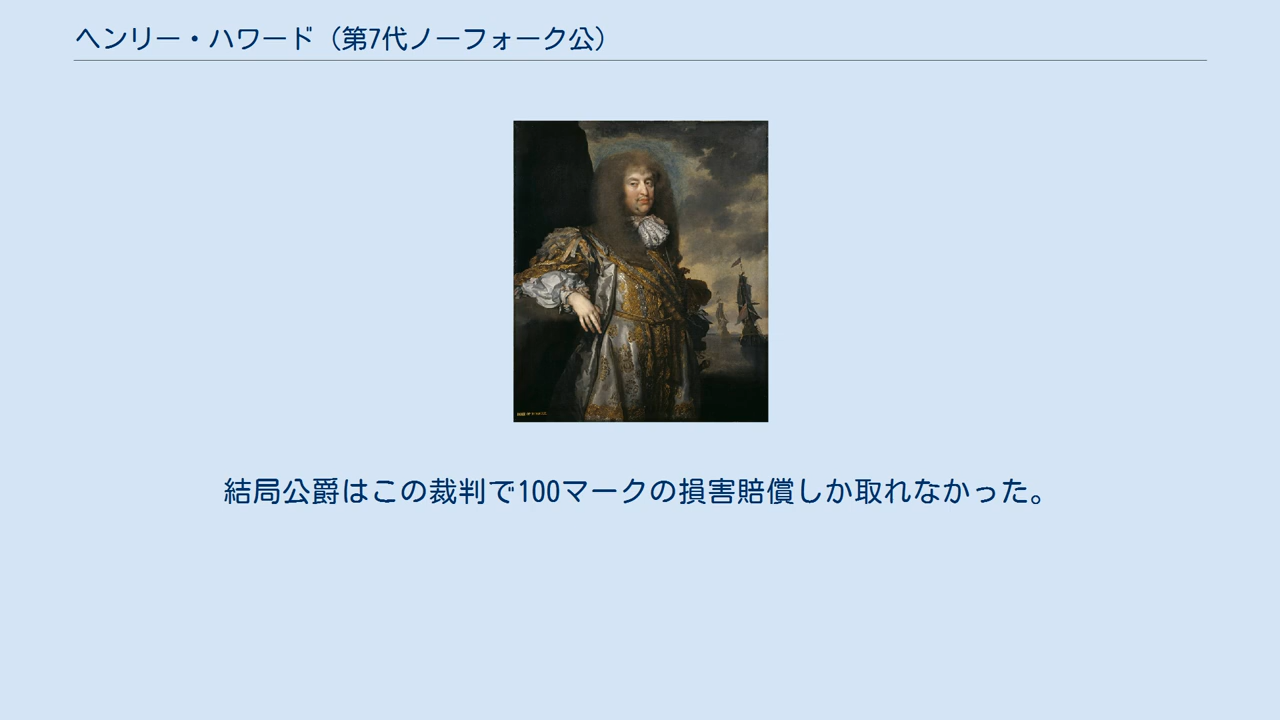 ヘンリー・ハワード（第7代ノーフォーク公）
結局公爵はこの裁判で100マークの損害賠償しか取れなかった。